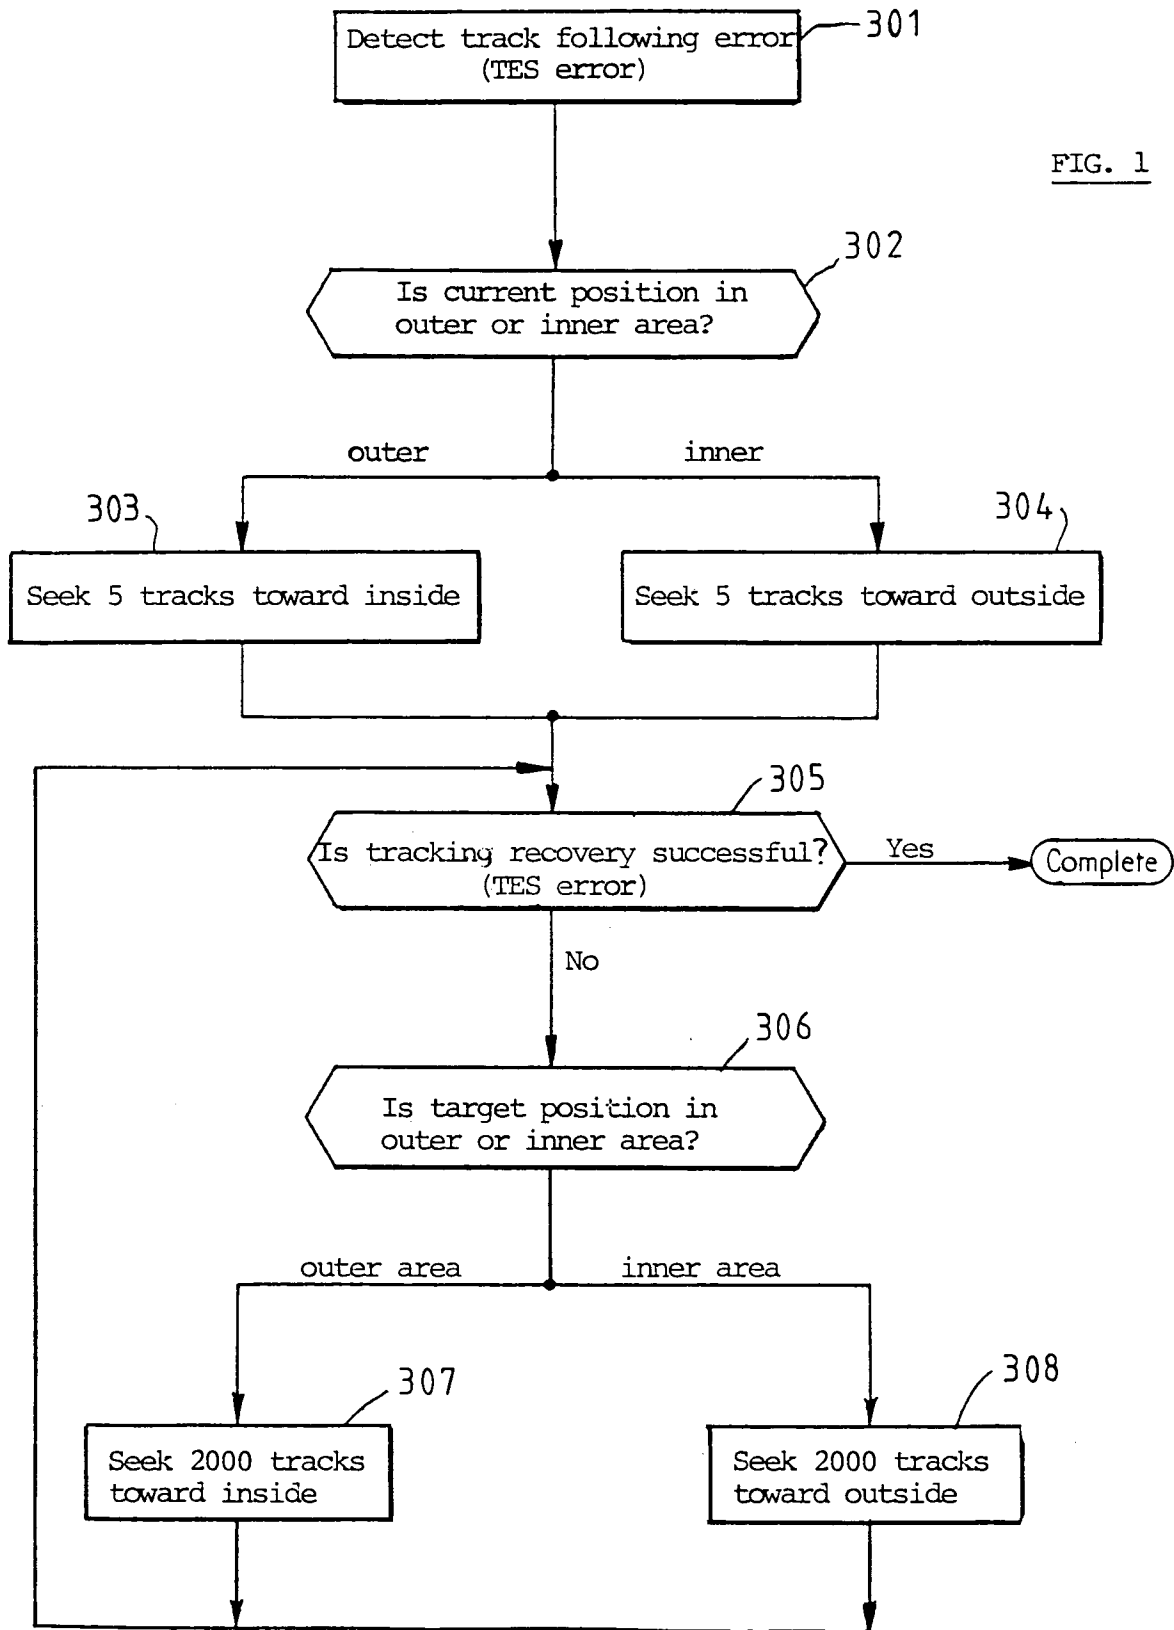 Detect track following error
(TES error)
301
FIG. 1
302
Is current position in
outer or inner area?
outer
inner
303
304
Seek 5 tracks toward inside
Seek 5 tracks toward outside
305
Is tracking recovery successful?
(TES error)
Yes
Complete
No
306
Is target position in
outer or inner area?
outer area
inner area
307
308
Seek 2000 tracks
toward inside
Seek 2000 tracks
toward outside